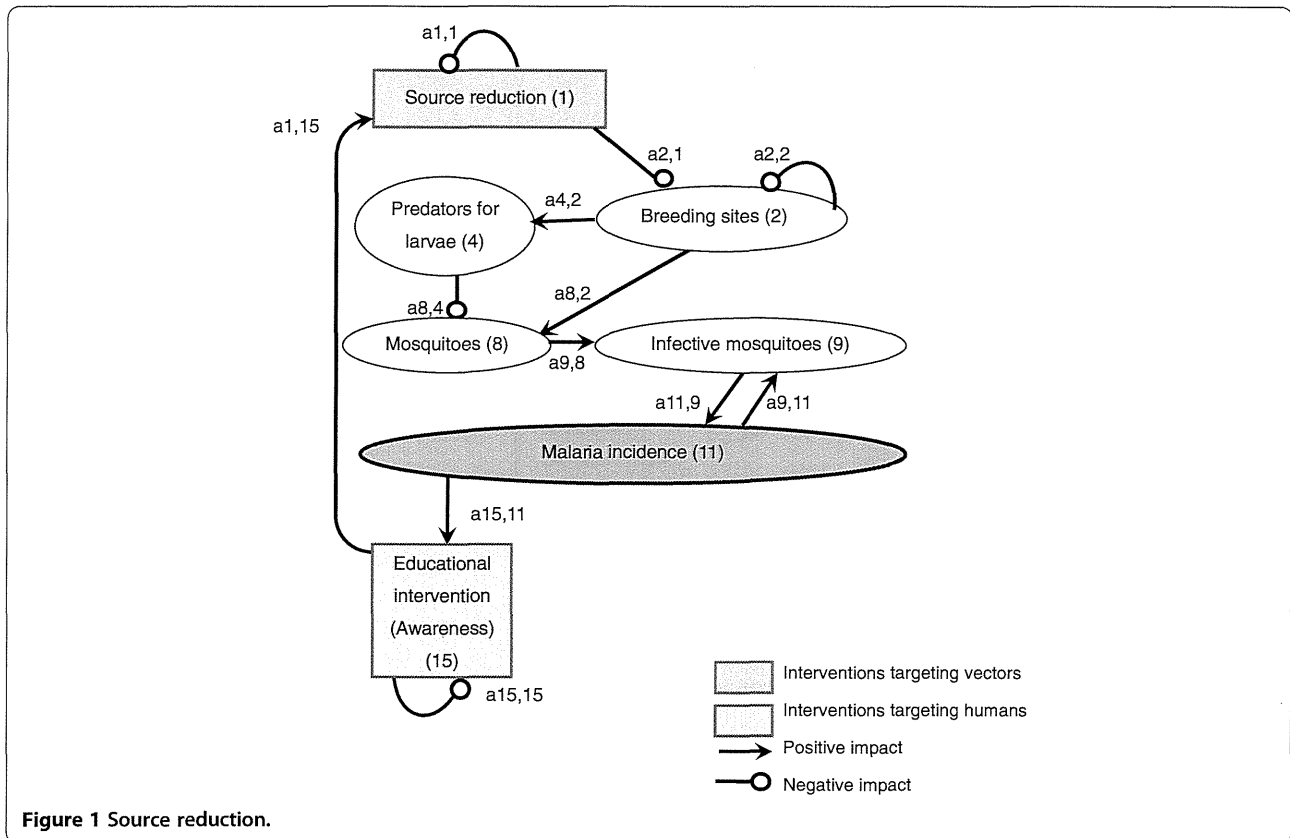 a1,1
Source reduction (1)
a1,15
a2,1
a2,2
Predators for
larvae (4)
a4,2
Breeding sites (2)
a8,4
a8,2
Mosquitoes (8)
a9,8
Infective mosquitoes (9)
a11,9
a9,11
Malaria incidence (11)
a15,11
Educational
intervention
(Awareness)
(15)
a15,15
Interventions targeting vectors
Interventions targeting humans
Positive impact
Negative impact
Figure 1 Source reduction.